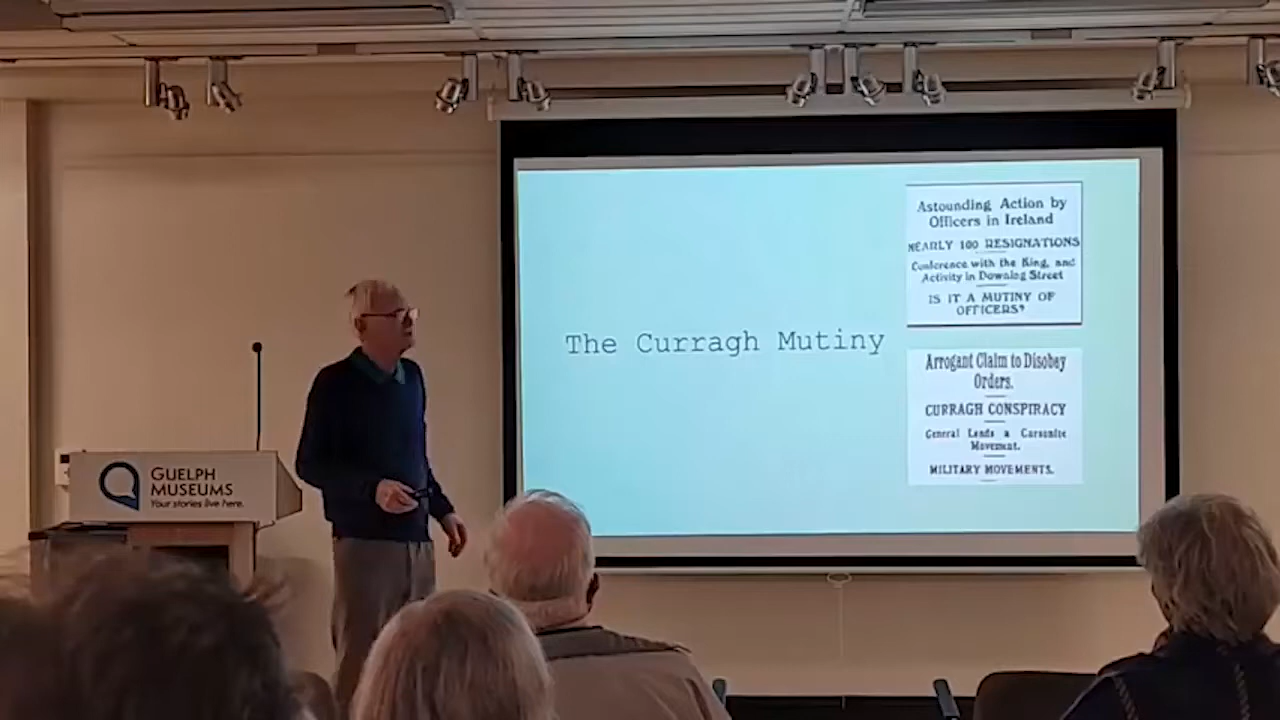 GUELPH
MUSEUMS
Your stories live here.
The Curragh Mutiny
Astounding Action by
Officers in Ireland
NEARLY 100 RESIGNATIONS
Conference with the King, and
Activity in Downing Street
IS IT A MUTINY OF
OFFICERS?
Arrogant Claim to Disobey
Orders.
CURRAGH CONSPIRACY
General Lends a Carsonite
Movement.
MILITARY MOVEMENTS.